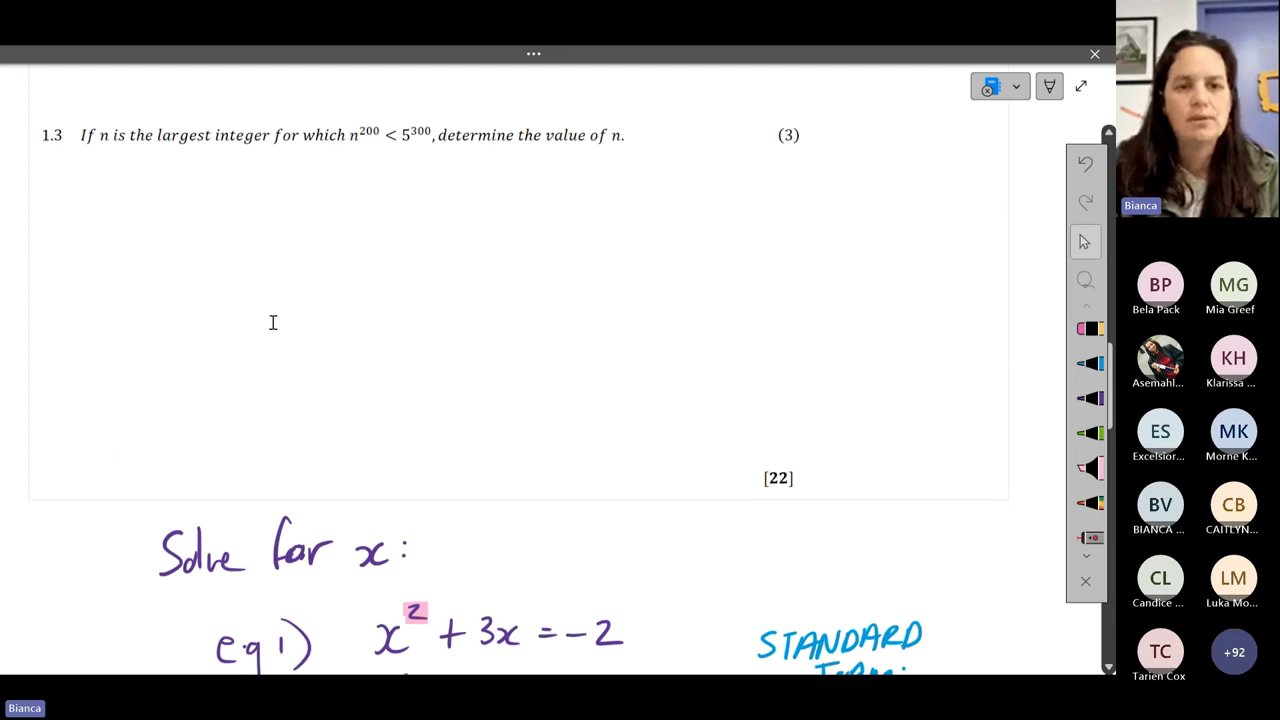 1.3 If n is the largest integer for which n²⁰⁰ < 5³⁰⁰, determine the value of n. (3)
[22]
Solve for x:
eg 1) x² + 3x = -2
STANDARD
Bianca
BP MG
Bela Pack Mia Greef
KH
Asemahl... Klarissa ...
ES MK
Excelsior... Morne K...
BV CB
BIANCA ... CAITLYN...
CL LM
Candice ... Luka Mo...
TC +92
Tarien Cox
Bianca